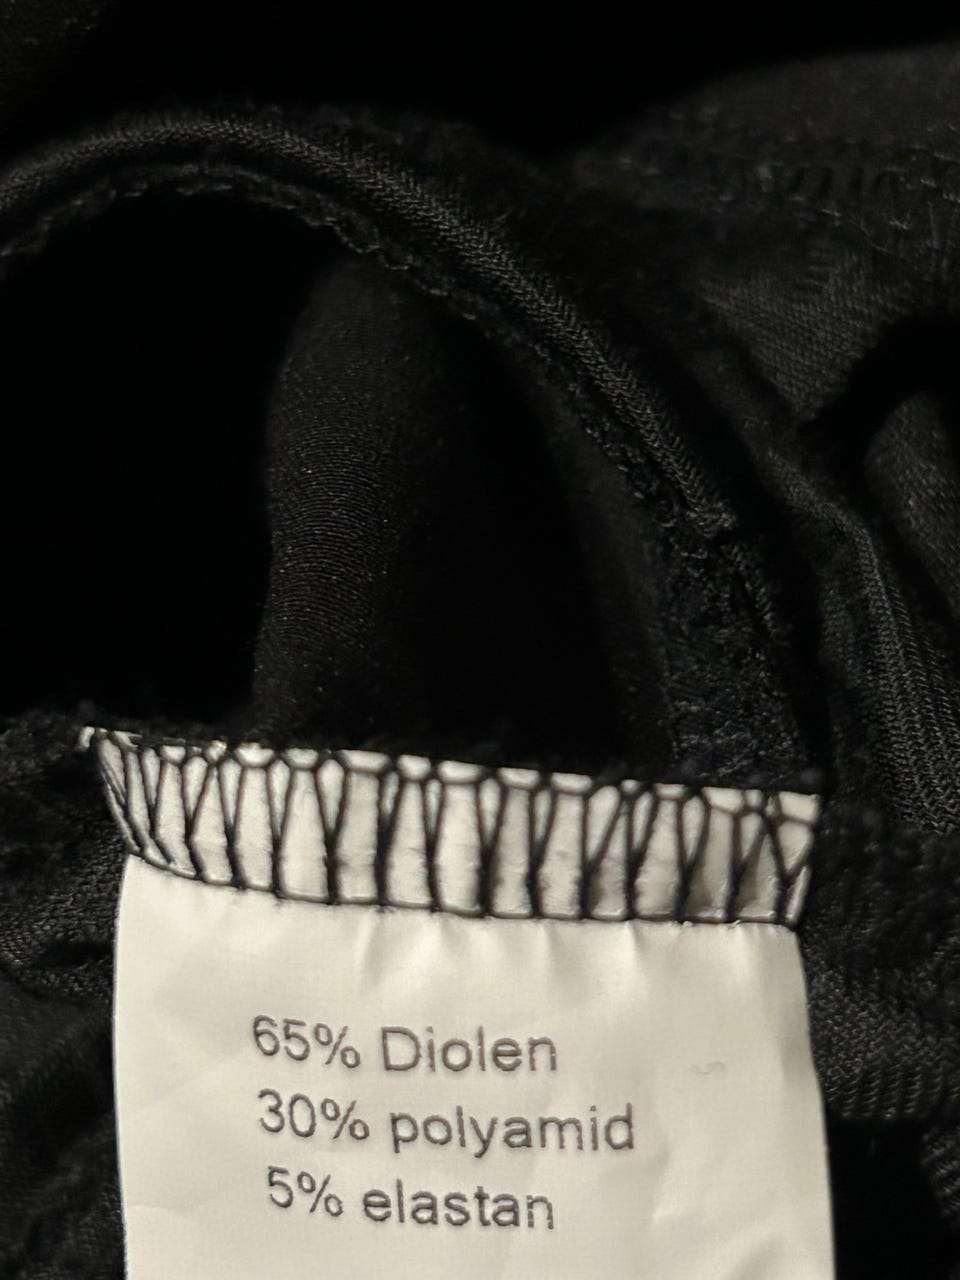 65% Diolen
30% polyamid
5% elastan